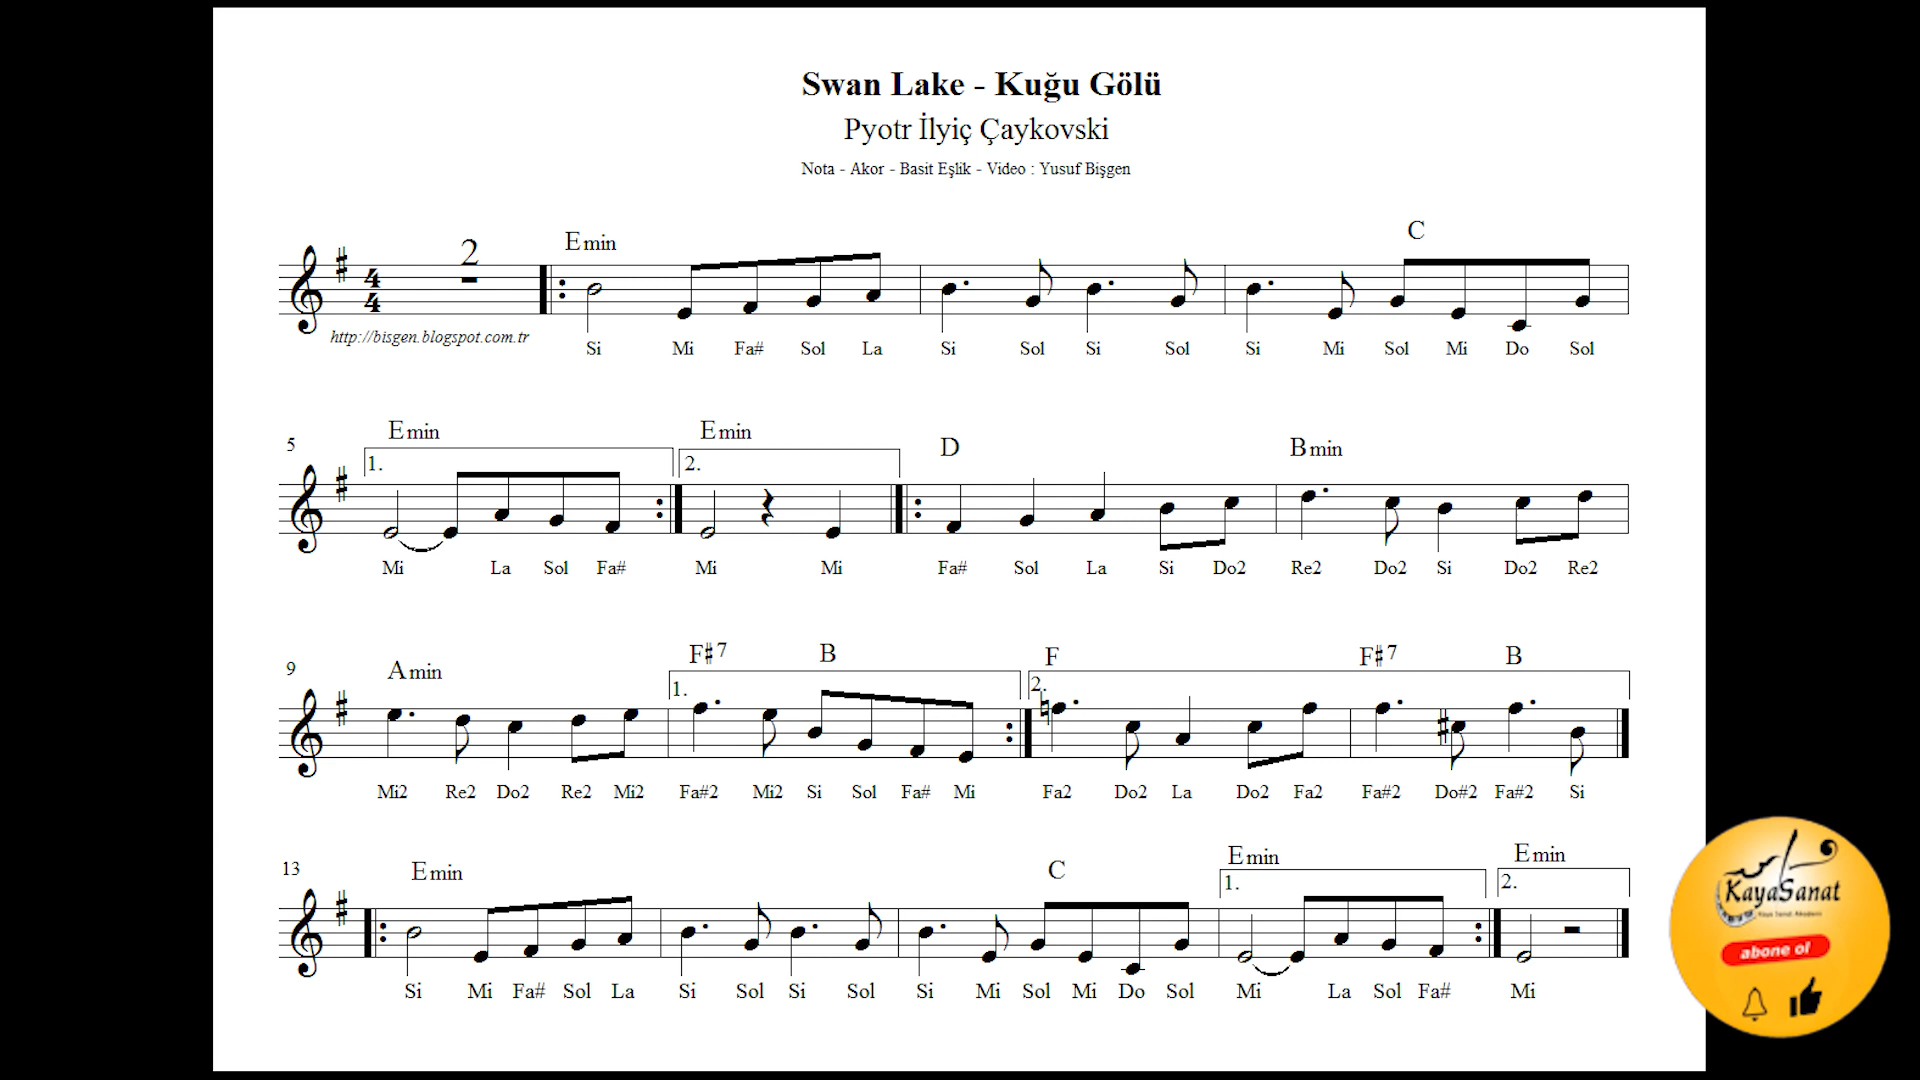 Swan Lake - Kuğu Gölü
Pyotr İlyiç Çaykovski
Nota - Akor - Basit Eşlik - Video : Yusuf Bişgen
2 Emin C
4
4
http://bisgen.blogspot.com.tr
Si Mi Fa# Sol La Si Sol Si Sol Si Mi Sol Mi Do Sol
5 Emin Emin D Bmin
1. 2.
Mi La Sol Fa# Mi Mi Fa# Sol La Si Do2 Re2 Do2 Si Do2 Re2
9 Amin F#7 B F F#7 B
1. 2.
Mi2 Re2 Do2 Re2 Mi2 Fa#2 Mi2 Si Sol Fa# Mi Fa2 Do2 La Do2 Fa2 Fa#2 Do#2 Fa#2 Si
13 Emin C Emin Emin
1. 2.
Si Mi Fa# Sol La Si Sol Si Sol Si Mi Sol Mi Do Sol Mi La Sol Fa# Mi
KayaSanat
abone ol